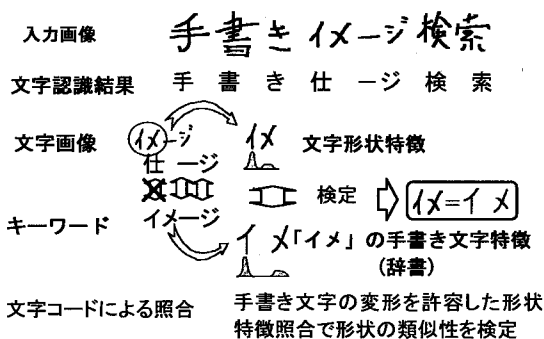 入力画像 手書きイメージ検索
文字認識結果 手 書 き 仕 ージ 検 索
文字画像 イメージ イメ 文字形状特徴
仕 ージ
検定 イメ=イメ
キーワード イメージ イメ「イメ」の手書き文字特徴
(辞書)
文字コードによる照合 手書き文字の変形を許容した形状
特徴照合で形状の類似性を検定